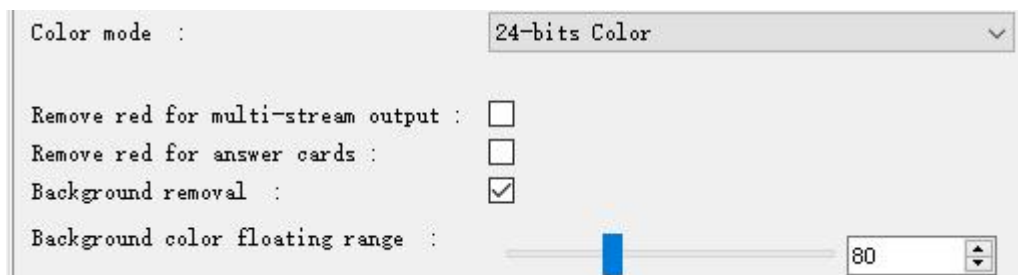 Color mode : 24-bits Color
Remove red for multi-stream output :
Remove red for answer cards :
Background removal :
Background color floating range : 80